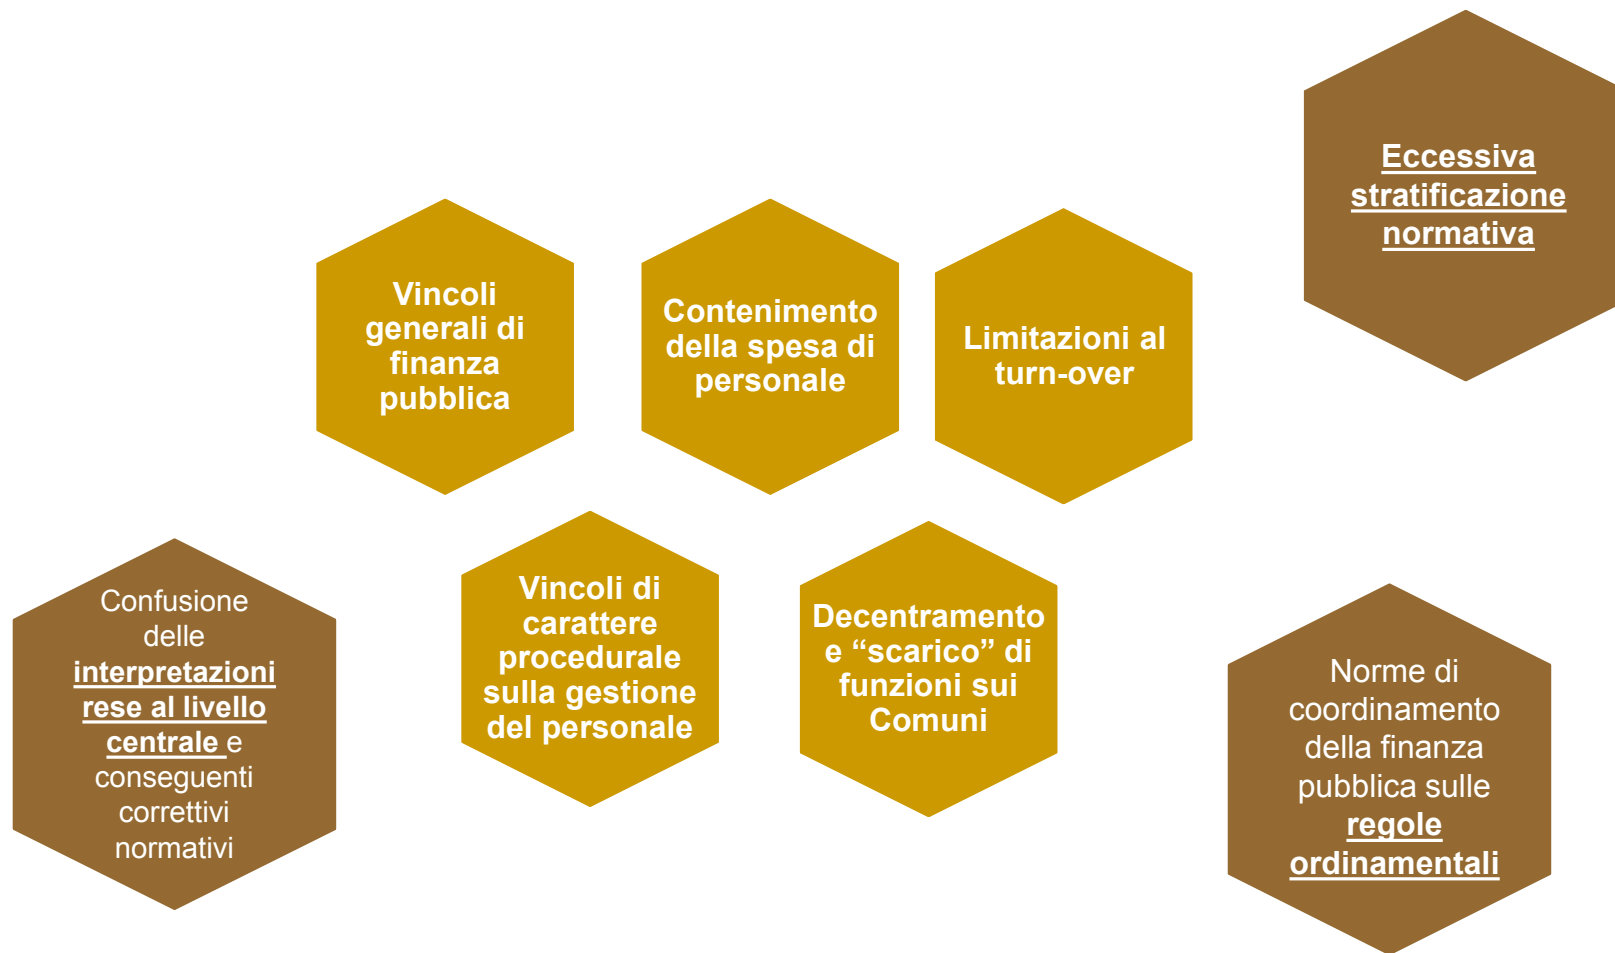 Eccessiva
stratificazione
normativa
Vincoli
generali di
finanza
pubblica
Contenimento
della spesa di
personale
Limitazioni al
turn-over
Confusione
delle
interpretazioni
rese al livello
centrale e
conseguenti
correttivi
normativi
Vincoli di
carattere
procedurale
sulla gestione
del personale
Decentramento
e “scarico” di
funzioni sui
Comuni
Norme di
coordinamento
della finanza
pubblica sulle
regole
ordinamentali